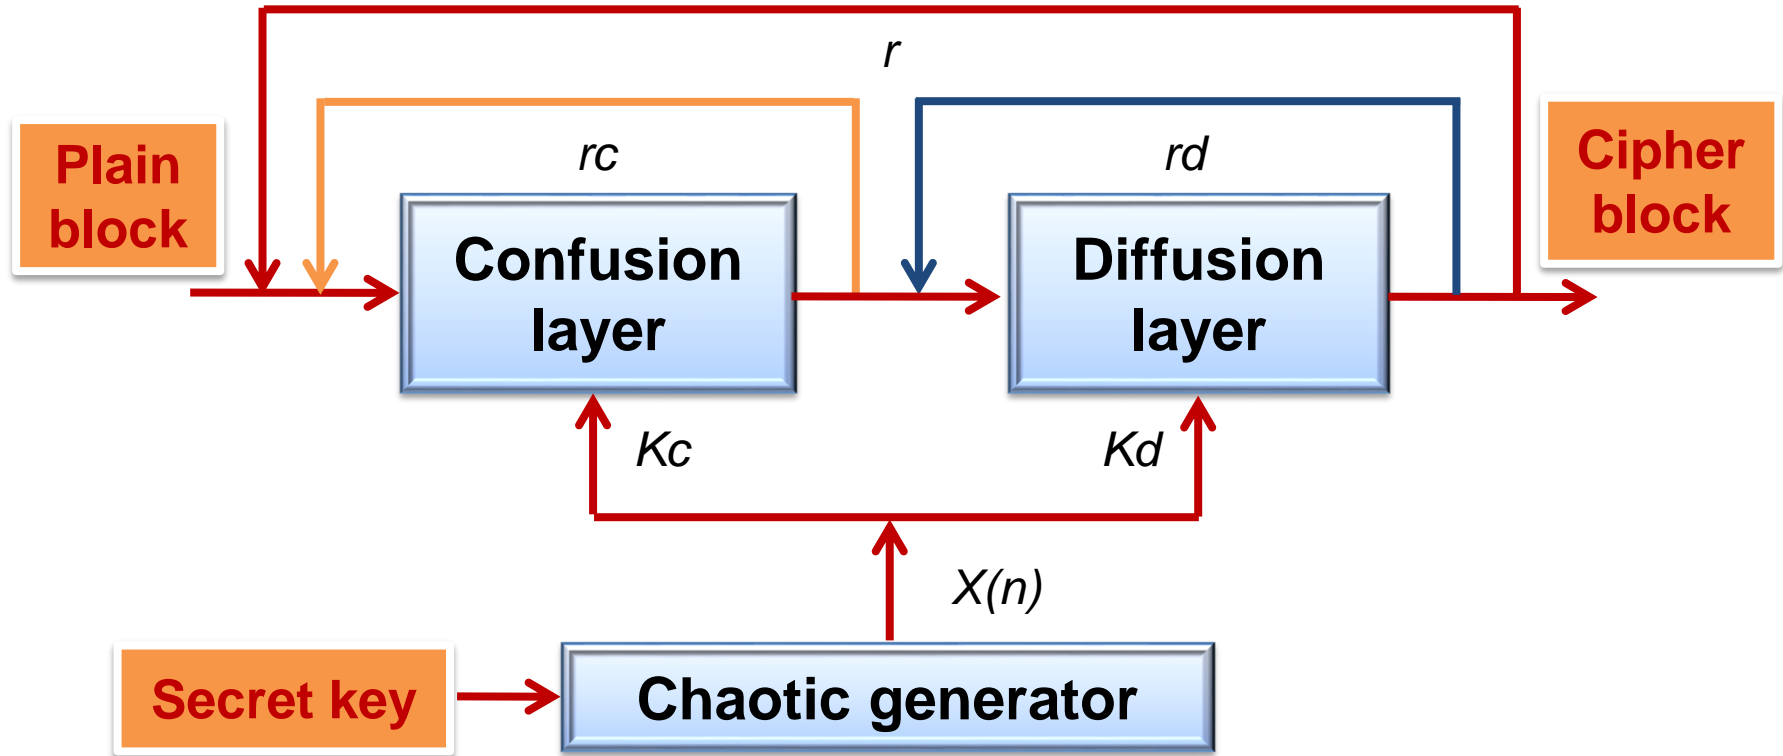 r
rc
rd
Plain
block
Cipher
block
Confusion
layer
Diffusion
layer
Kc
Kd
X(n)
Secret key
Chaotic generator